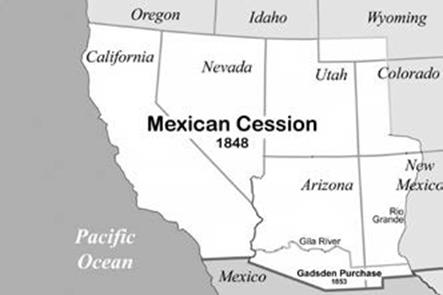 Oregon
Idaho
Wyoming
California
Nevada
Utah
Colorado
Mexican Cession
1848
Arizona
New
Mexico
Rio
Grande
Gila River
Pacific
Ocean
Mexico
Gadsden Purchase
1853